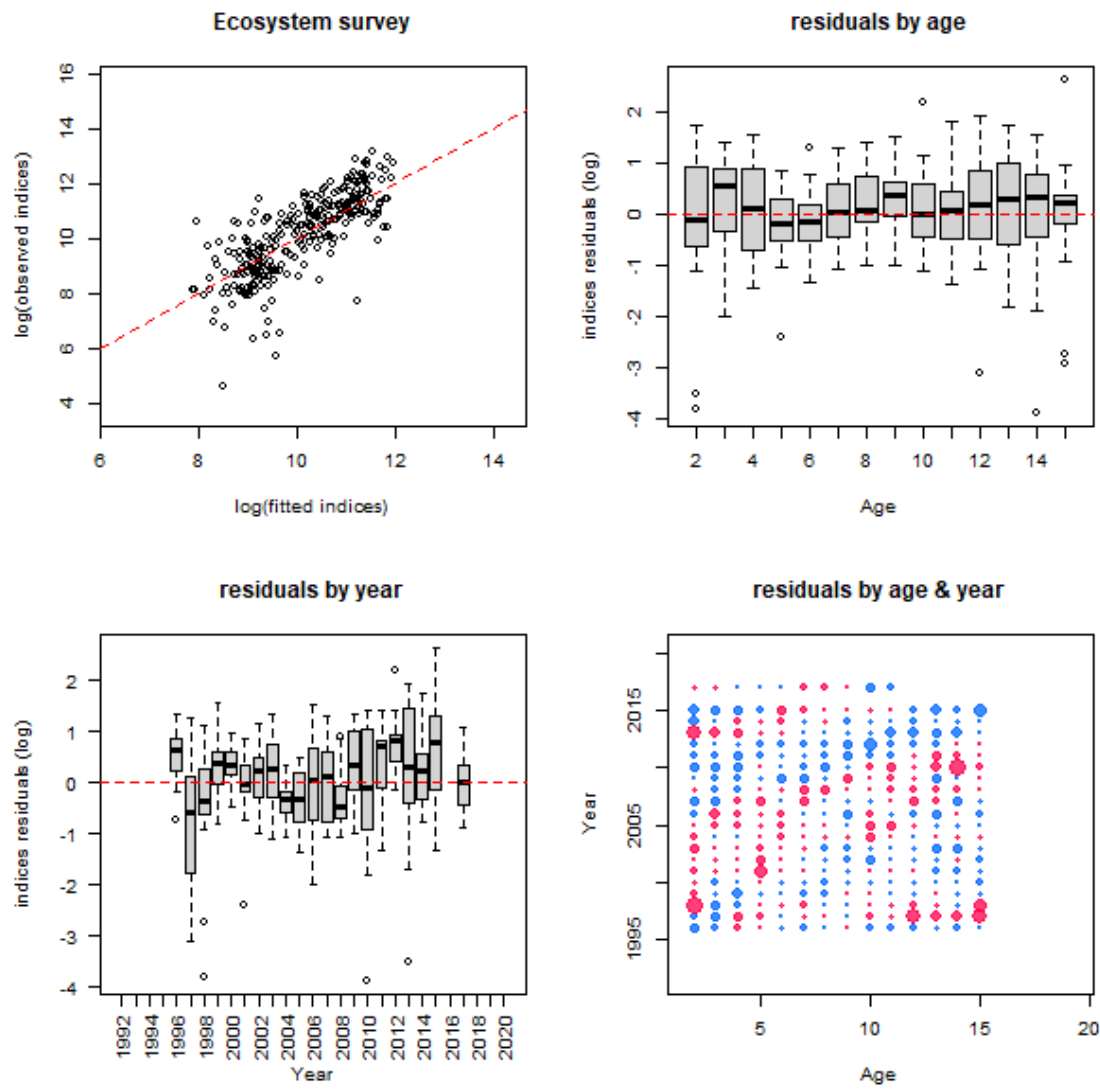 Ecosystem survey
log(observed indices)
16
14
12
10
8
6
4
6 8 10 12 14
log(fitted indices)
residuals by age
indices residuals (log)
2
1
0
-1
-2
-3
-4
2 4 6 8 10 12 14
Age
residuals by year
indices residuals (log)
2
1
0
-1
-2
-3
-4
1992 1994 1996 1998 2000 2002 2004 2006 2008 2010 2012 2014 2016 2018 2020
Year
residuals by age & year
Year
2015
2005
1995
5 10 15 20
Age